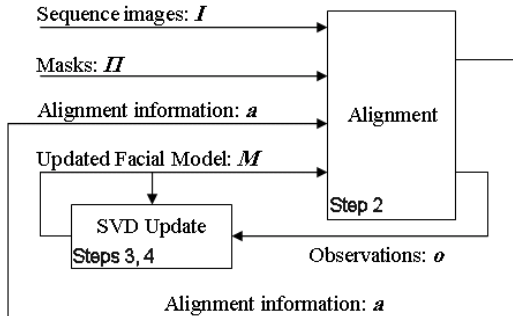 Sequence images: I
Masks: Π
Alignment information: a
Alignment
Updated Facial Model: M
Step 2
SVD Update
Steps 3, 4
Observations: o
Alignment information: a